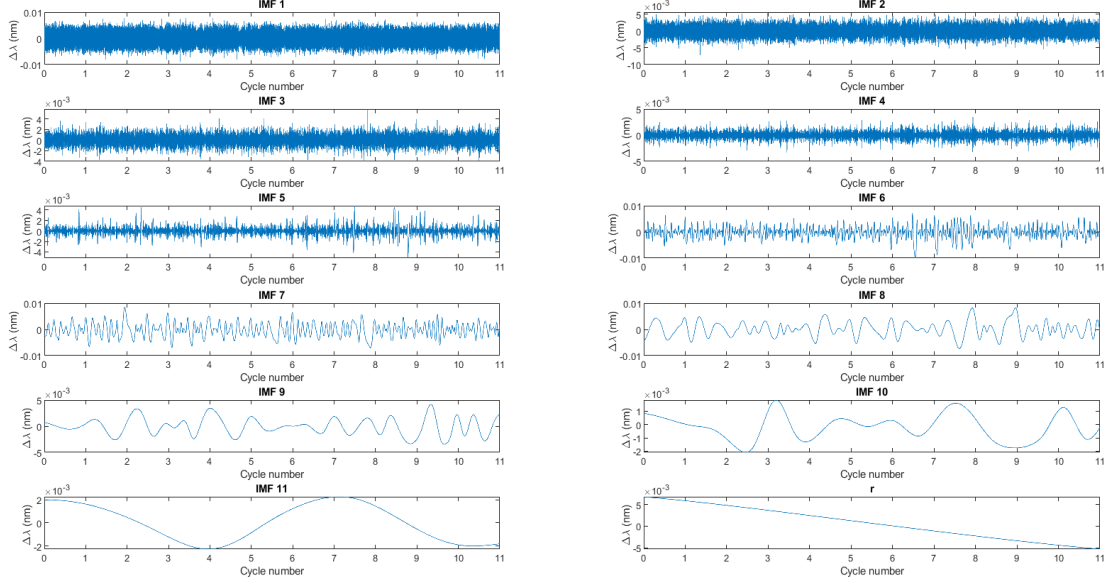 IMF 1
0.01
0
-0.01
Δ λ (nm)
0 1 2 3 4 5 6 7 8 9 10 11
Cycle number
IMF 2
×10⁻³
5
0
-5
-10
Δ λ (nm)
0 1 2 3 4 5 6 7 8 9 10 11
Cycle number
IMF 3
×10⁻³
4
2
0
-2
-4
Δ λ (nm)
0 1 2 3 4 5 6 7 8 9 10 11
Cycle number
IMF 4
×10⁻³
5
0
-5
Δ λ (nm)
0 1 2 3 4 5 6 7 8 9 10 11
Cycle number
IMF 5
×10⁻³
4
2
0
-2
-4
Δ λ (nm)
0 1 2 3 4 5 6 7 8 9 10 11
Cycle number
IMF 6
0.01
0
-0.01
Δ λ (nm)
0 1 2 3 4 5 6 7 8 9 10 11
Cycle number
IMF 7
0.01
0
-0.01
Δ λ (nm)
0 1 2 3 4 5 6 7 8 9 10 11
Cycle number
IMF 8
0.01
0
-0.01
Δ λ (nm)
0 1 2 3 4 5 6 7 8 9 10 11
Cycle number
IMF 9
×10⁻³
5
0
-5
Δ λ (nm)
0 1 2 3 4 5 6 7 8 9 10 11
Cycle number
IMF 10
×10⁻³
1
0
-1
-2
Δ λ (nm)
0 1 2 3 4 5 6 7 8 9 10 11
Cycle number
IMF 11
×10⁻³
2
0
-2
Δ λ (nm)
0 1 2 3 4 5 6 7 8 9 10 11
Cycle number
r
×10⁻³
5
0
-5
Δ λ (nm)
0 1 2 3 4 5 6 7 8 9 10 11
Cycle number